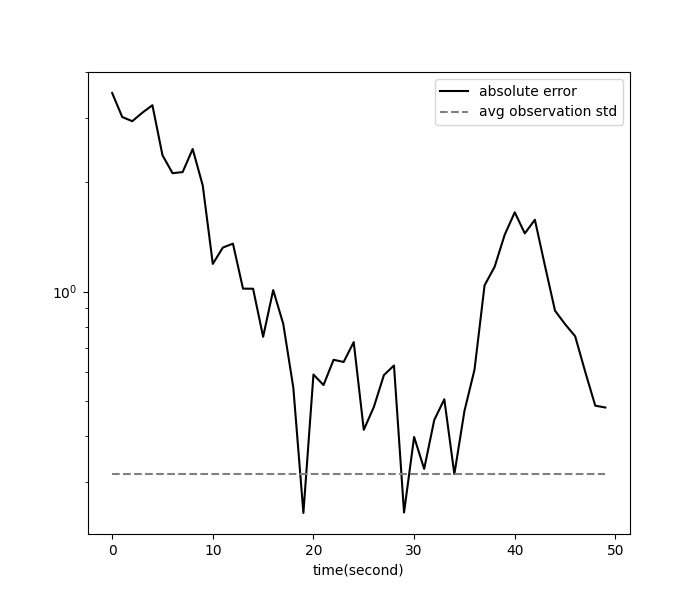 absolute error
avg observation std
10⁰
0 10 20 30 40 50
time(second)